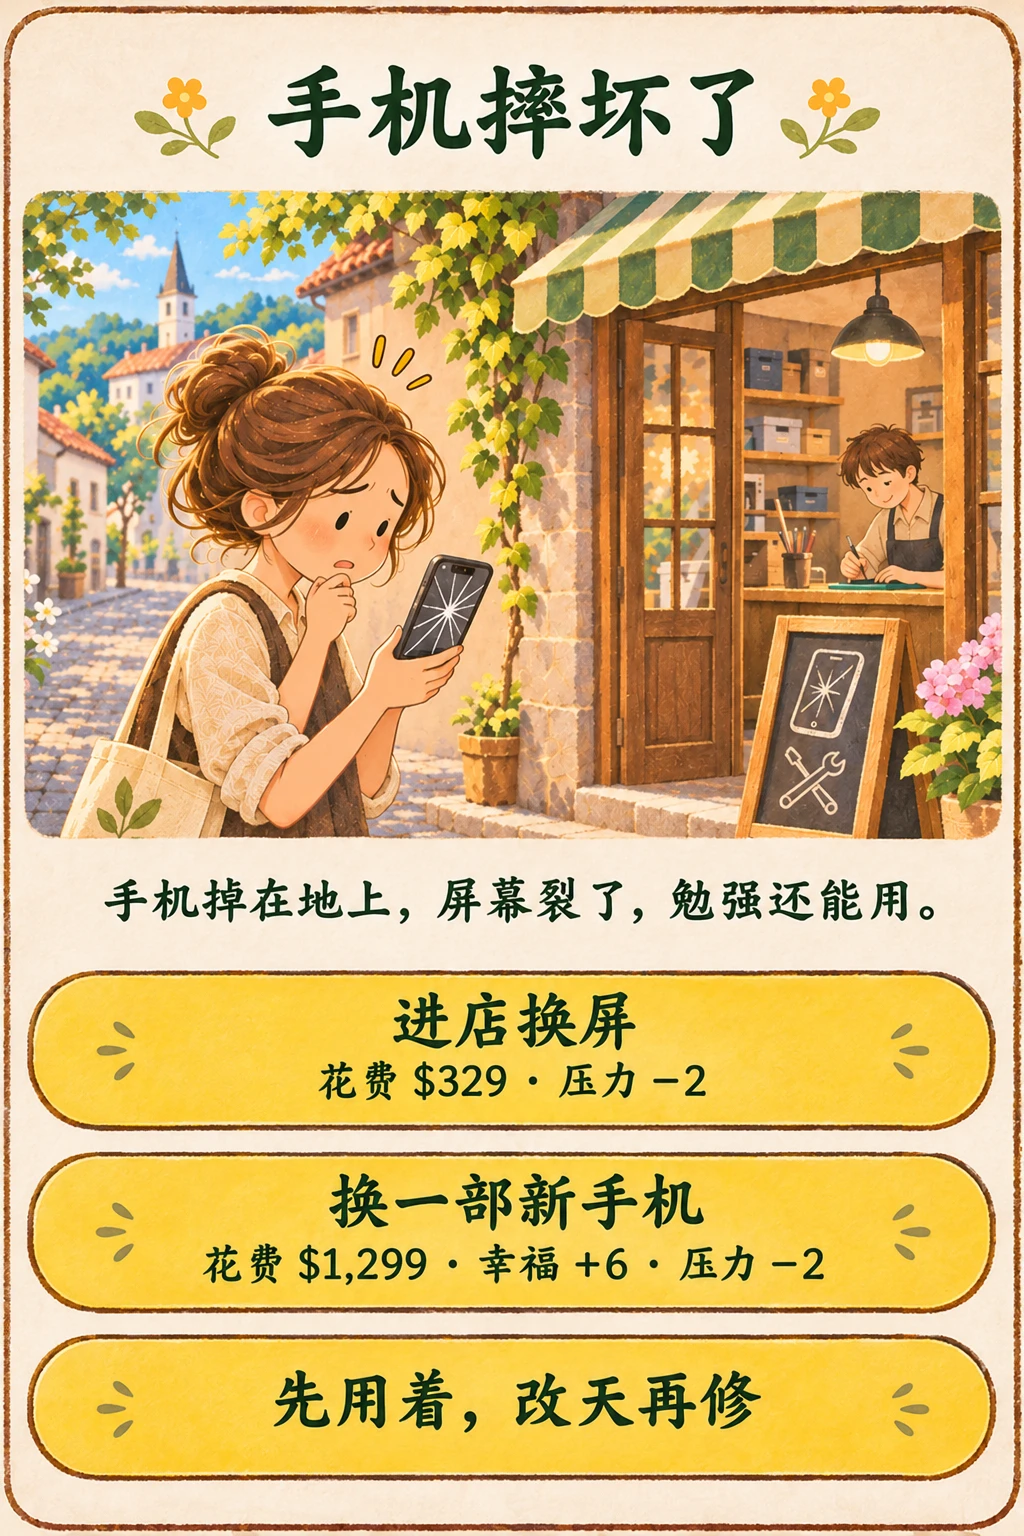 手机摔坏了
手机掉在地上，屏幕裂了，勉强还能用。
进店换屏
花费 $329 · 压力 −2
换一部新手机
花费 $1,299 · 幸福 +6 · 压力 −2
先用着，改天再修